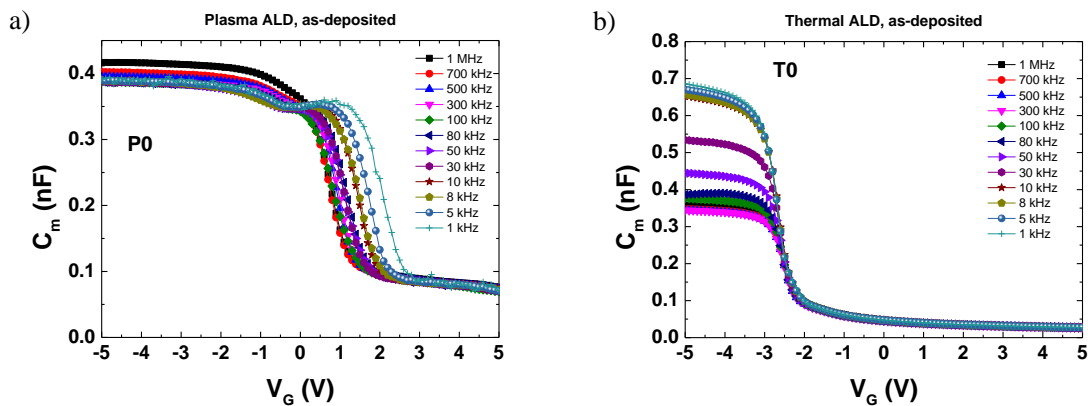 a)
Plasma ALD, as-deposited
C_m (nF)
0.4
0.3
0.2
0.1
0.0
P0
1 MHz
700 kHz
500 kHz
300 kHz
100 kHz
80 kHz
50 kHz
30 kHz
10 kHz
8 kHz
5 kHz
1 kHz
-5 -4 -3 -2 -1 0 1 2 3 4 5
V_G (V)
b)
Thermal ALD, as-deposited
C_m (nF)
0.8
0.7
0.6
0.5
0.4
0.3
0.2
0.1
0.0
T0
1 MHz
700 kHz
500 kHz
300 kHz
100 kHz
80 kHz
50 kHz
30 kHz
10 kHz
8 kHz
5 kHz
1 kHz
-5 -4 -3 -2 -1 0 1 2 3 4 5
V_G (V)